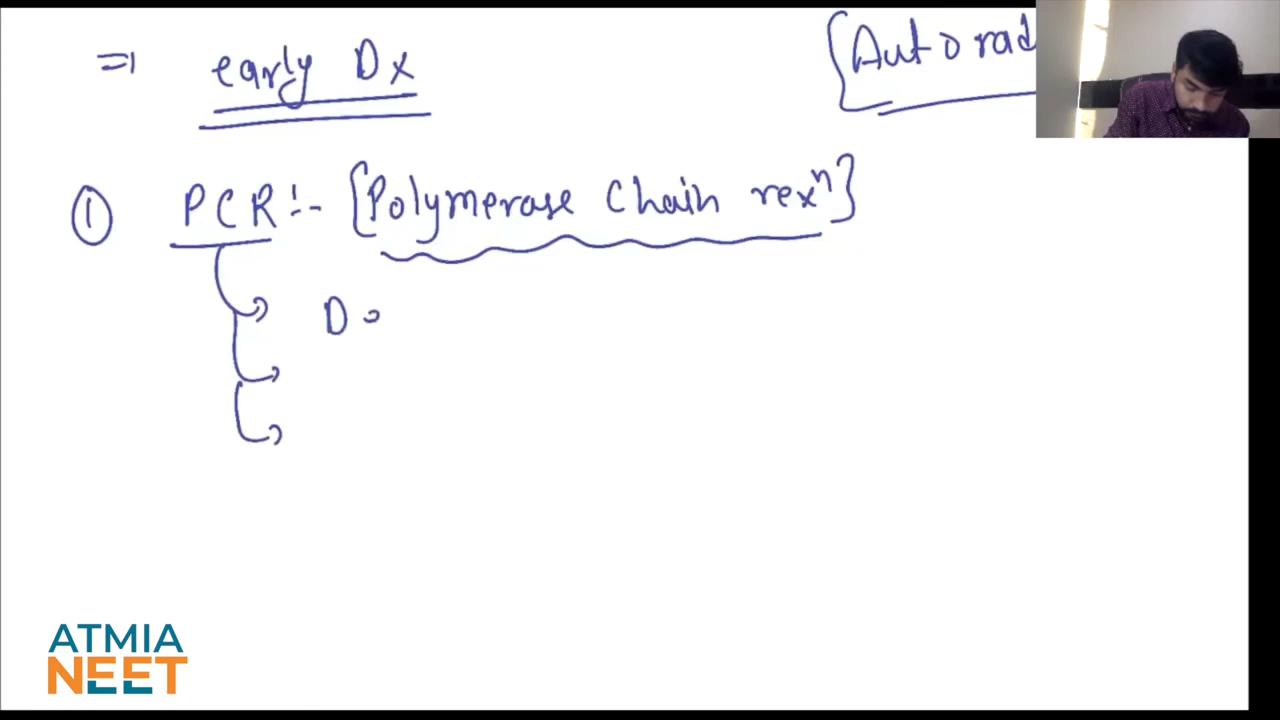 ⇒ early Dx
{Autorad
① PCR :- {Polymerase Chain rexⁿ}
D
ATMIA
NEET